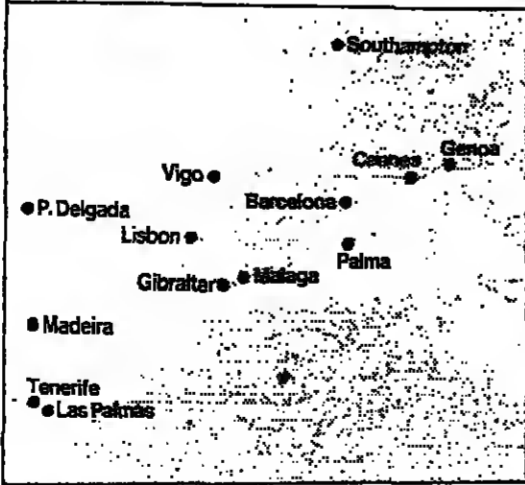 Southampton
Genoa
Cannes
Vigo
Barcelona
P. Delgada
Lisbon
Palma
Malaga
Gibraltar
Madeira
Tenerife
Las Palmas